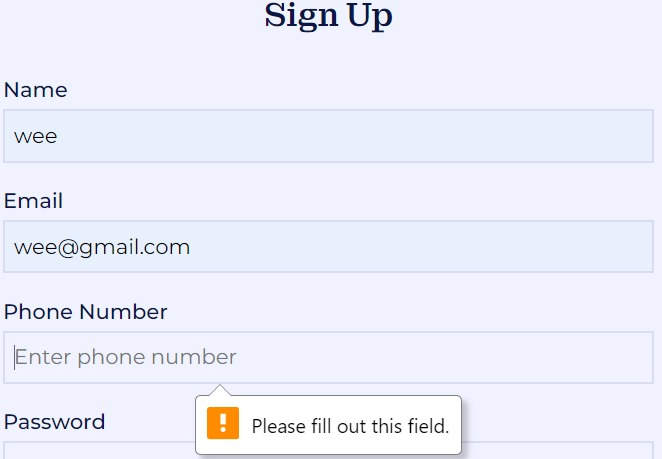 Sign Up
Name
wee
Email
wee@gmail.com
Phone Number
Enter phone number
Please fill out this field.
Password